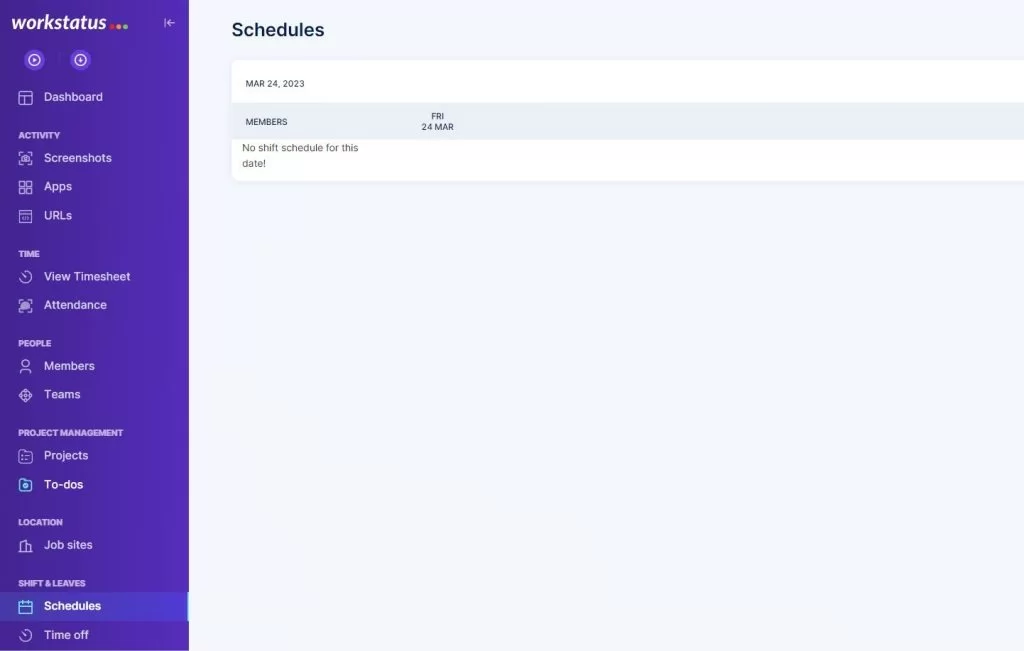 workstatus
Dashboard
ACTIVITY
Screenshots
Apps
URLs
TIME
View Timesheet
Attendance
PEOPLE
Members
Teams
PROJECT MANAGEMENT
Projects
To-dos
LOCATION
Job sites
SHIFT & LEAVES
Schedules
Time off
Schedules
MAR 24, 2023
MEMBERS
FRI
24 MAR
No shift schedule for this
date!